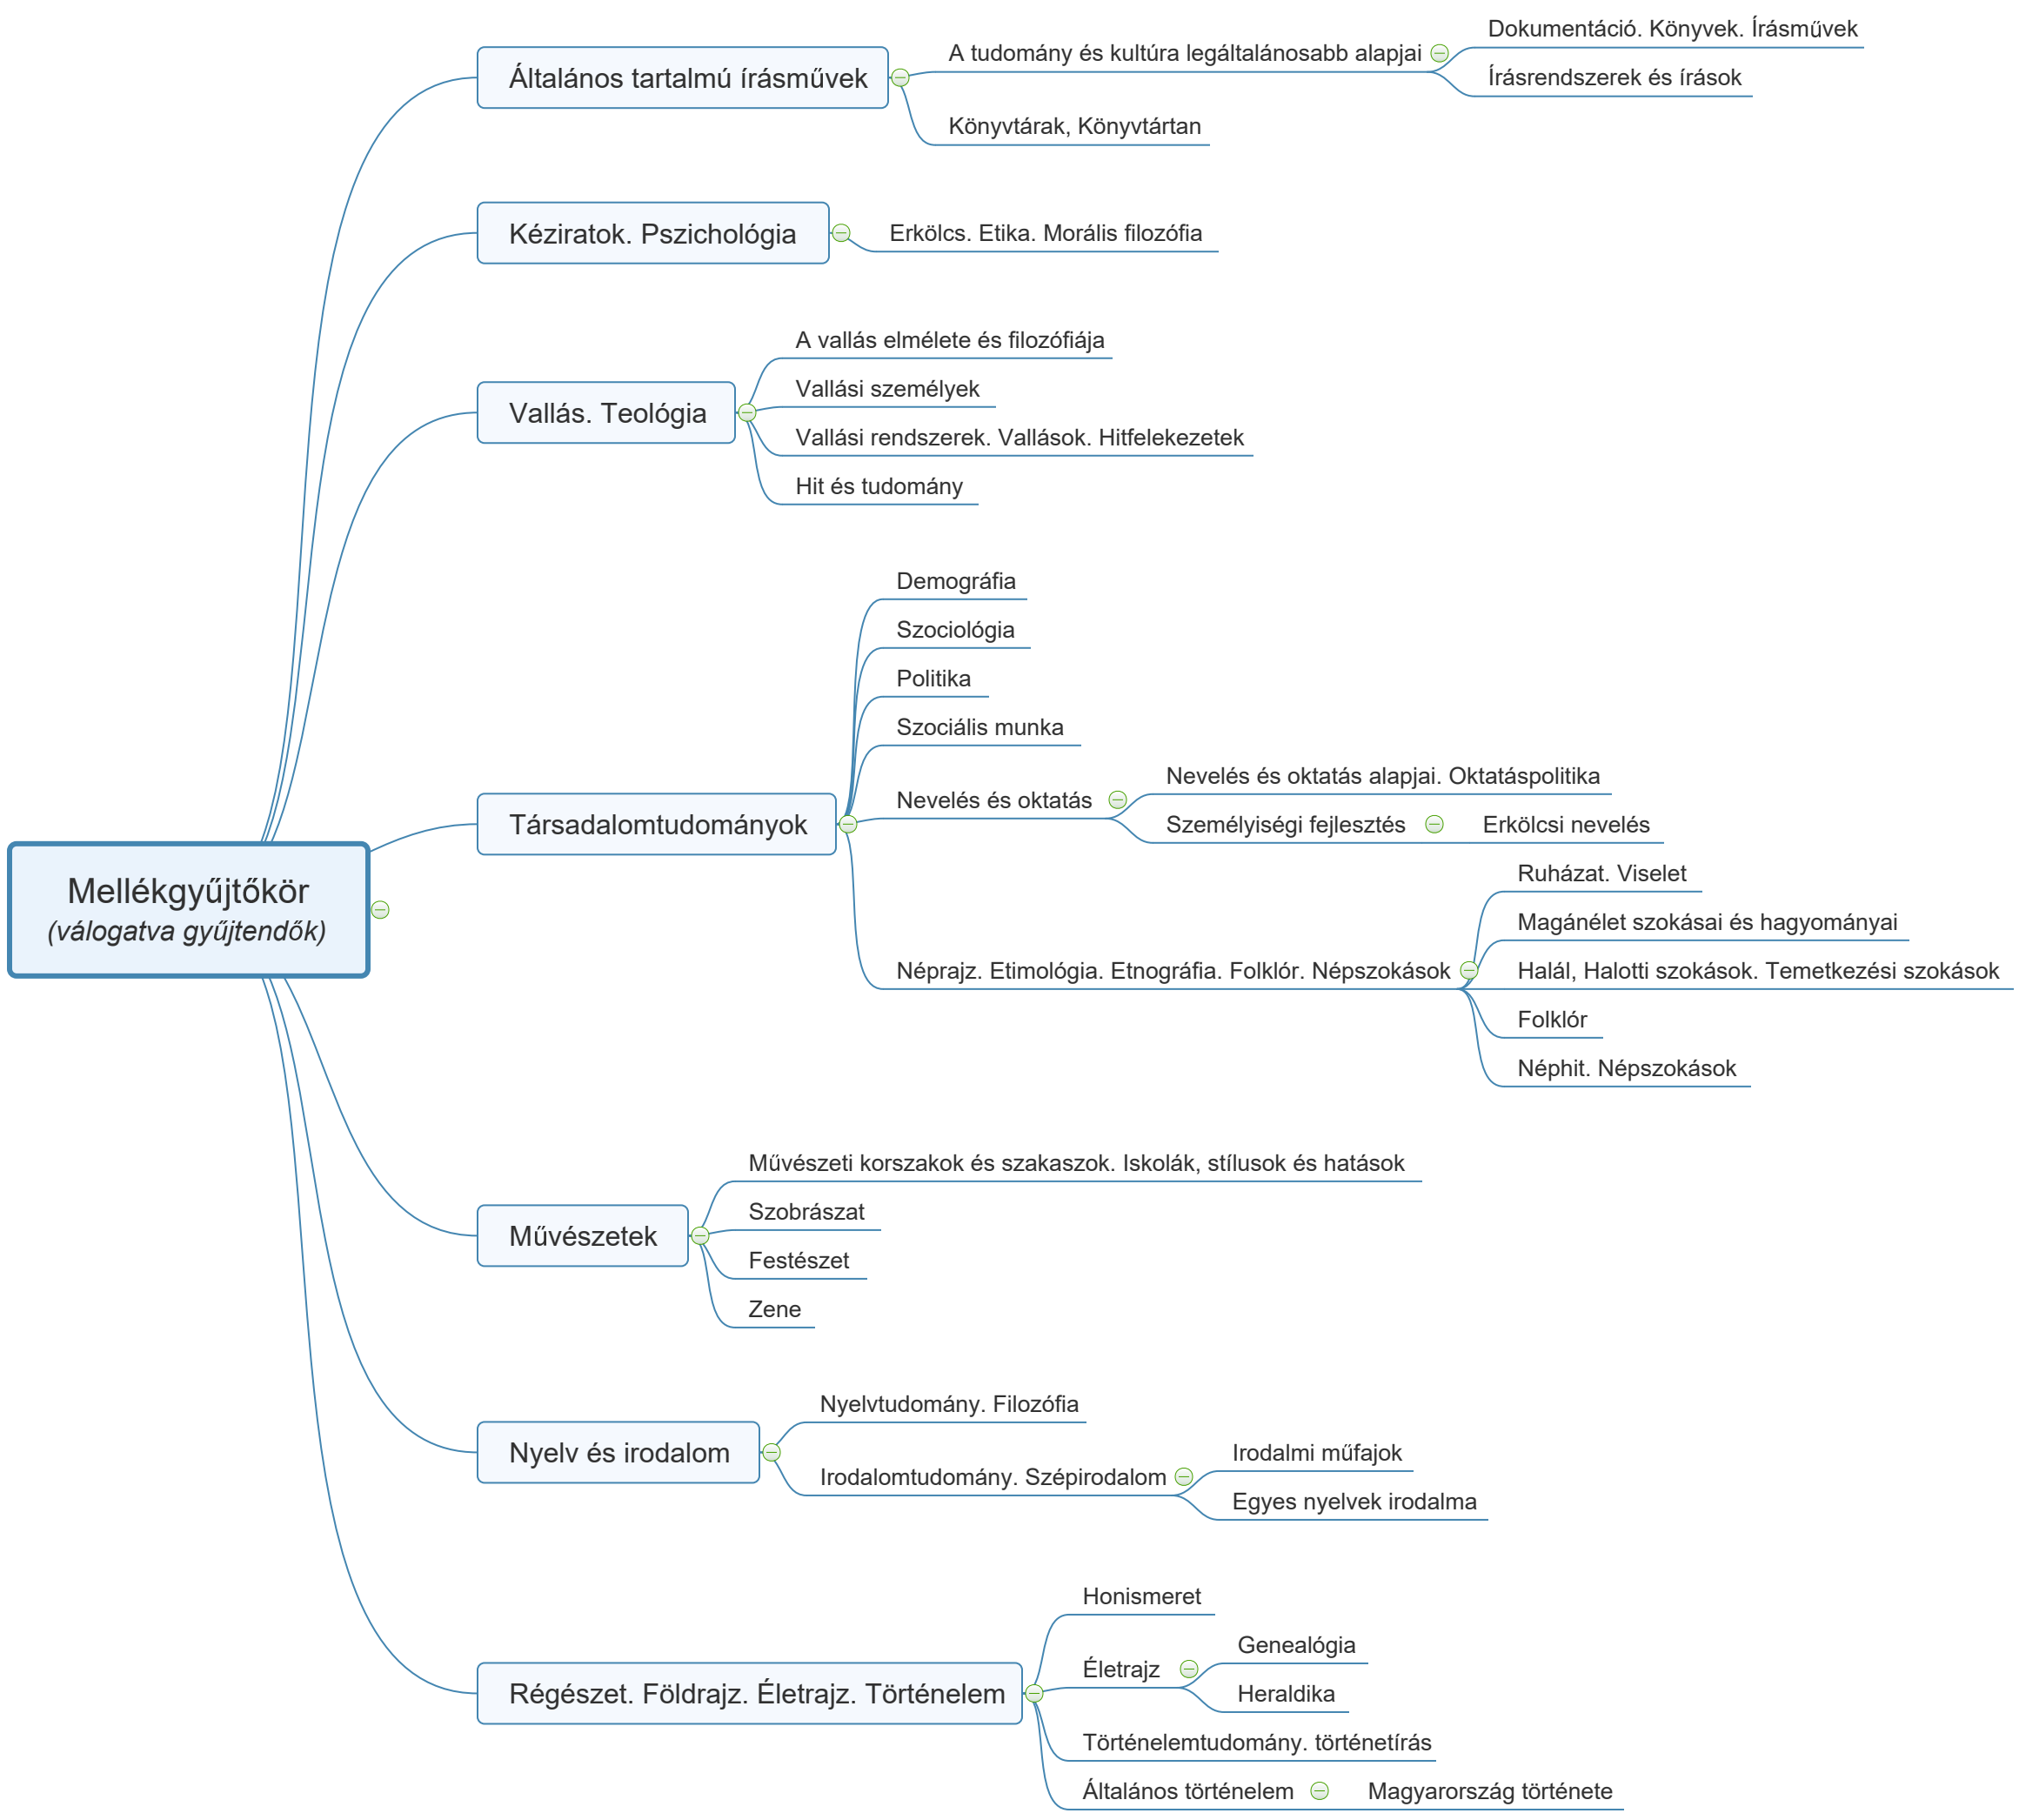 Mellékgyűjtőkör
(válogatva gyűjtendők)
Általános tartalmú írásművek
A tudomány és kultúra legáltalánosabb alapjai
Dokumentáció. Könyvek. Írásművek
Írásrendszerek és írások
Könyvtárak, Könyvtártan
Kéziratok. Pszichológia
Erkölcs. Etika. Morális filozófia
Vallás. Teológia
A vallás elmélete és filozófiája
Vallási személyek
Vallási rendszerek. Vallások. Hitfelekezetek
Hit és tudomány
Társadalomtudományok
Demográfia
Szociológia
Politika
Szociális munka
Nevelés és oktatás
Nevelés és oktatás alapjai. Oktatáspolitika
Személyiségi fejlesztés
Erkölcsi nevelés
Néprajz. Etimológia. Etnográfia. Folklór. Népszokások
Ruházat. Viselet
Magánélet szokásai és hagyományai
Halál, Halotti szokások. Temetkezési szokások
Folklór
Néphit. Népszokások
Művészetek
Művészeti korszakok és szakaszok. Iskolák, stílusok és hatások
Szobrászat
Festészet
Zene
Nyelv és irodalom
Nyelvtudomány. Filozófia
Irodalomtudomány. Szépirodalom
Irodalmi műfajok
Egyes nyelvek irodalma
Régészet. Földrajz. Életrajz. Történelem
Honismeret
Életrajz
Genealógia
Heraldika
Történelemtudomány. történetírás
Általános történelem
Magyarország története